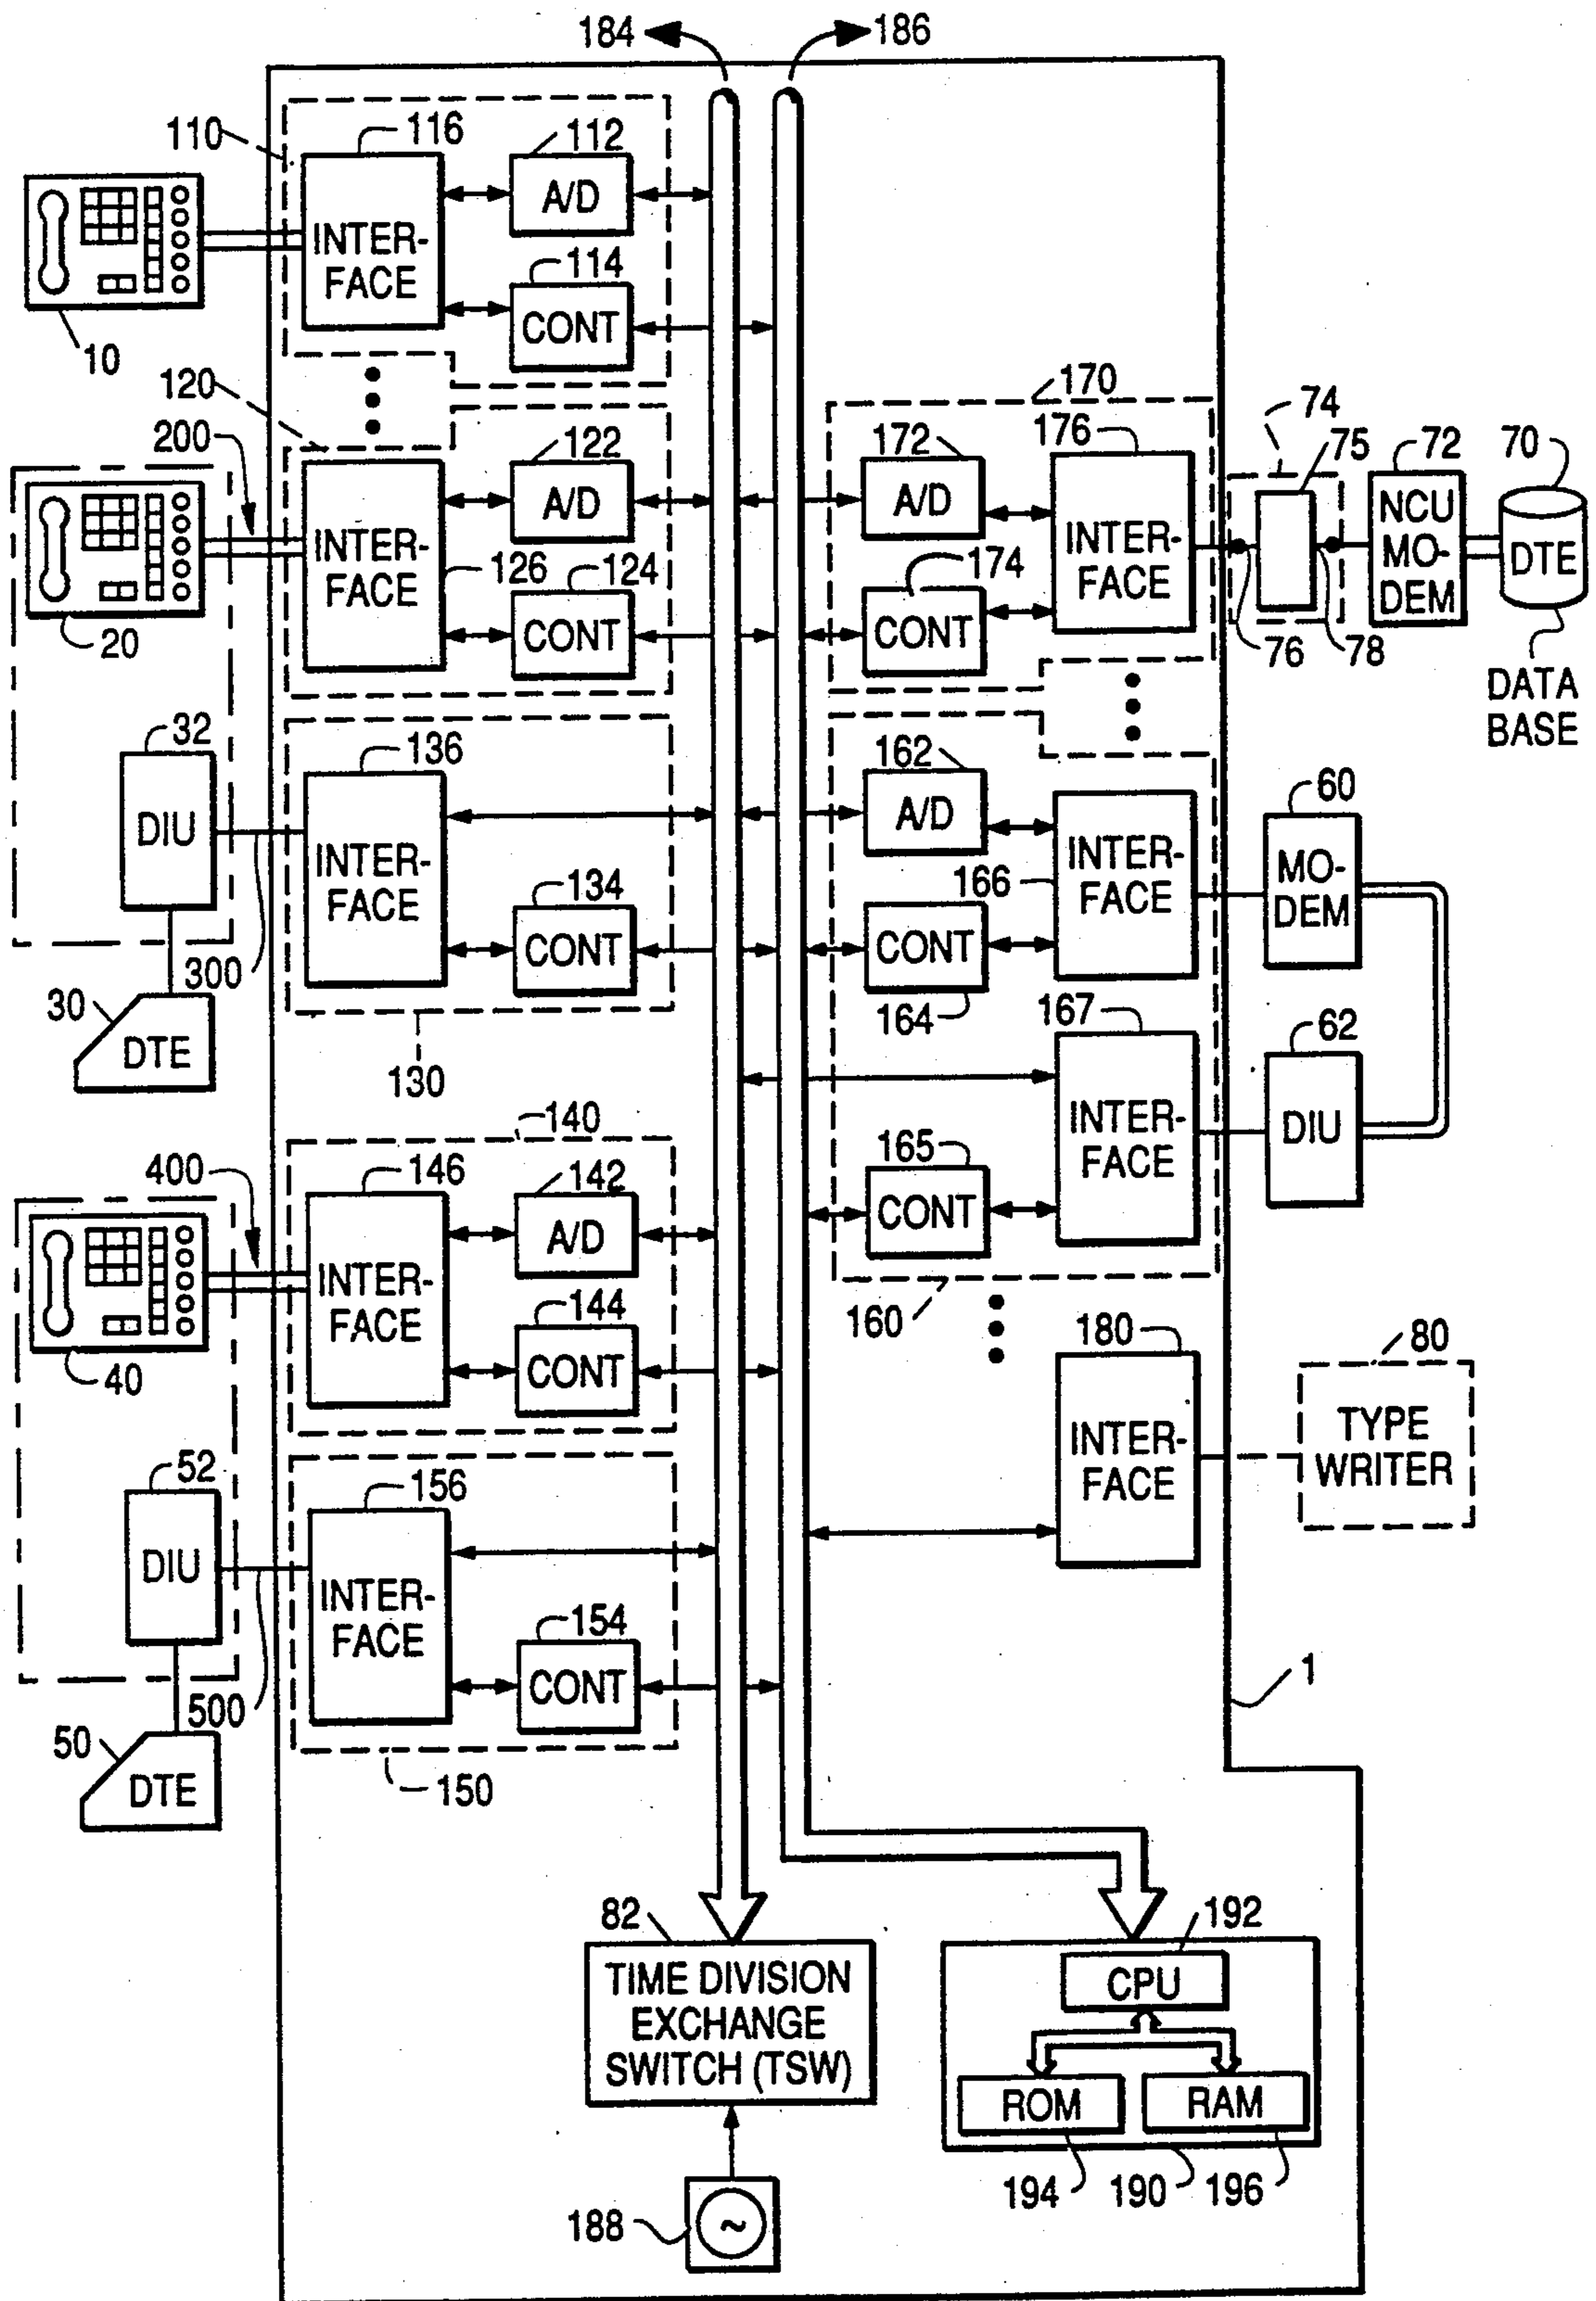 184
186
110
116
112
A/D
INTER-
FACE
114
CONT
10
120
200
122
A/D
INTER-
FACE
126
124
CONT
20
170
172
A/D
176
INTER-
FACE
174
CONT
74
75
76
78
72
NCU
MO-
DEM
70
DTE
DATA
BASE
32
DIU
136
INTER-
FACE
134
CONT
300
30
DTE
130
162
A/D
INTER-
FACE
166
CONT
164
60
MO-
DEM
167
INTER-
FACE
62
DIU
165
CONT
160
140
400
146
142
A/D
INTER-
FACE
144
CONT
40
180
INTER-
FACE
80
TYPE
WRITER
52
DIU
156
INTER-
FACE
154
CONT
500
50
DTE
150
1
82
TIME DIVISION
EXCHANGE
SWITCH (TSW)
192
CPU
ROM
RAM
194
190
196
188
~